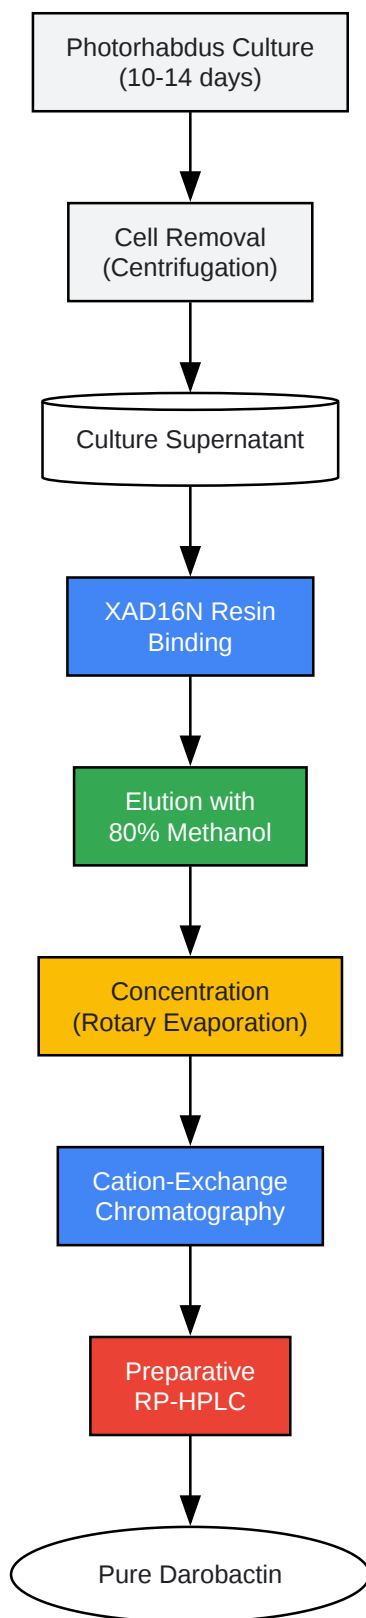 Photorhabdus Culture
(10-14 days)
Cell Removal
(Centrifugation)
Culture Supernatant
XAD16N Resin
Binding
Elution with
80% Methanol
Concentration
(Rotary Evaporation)
Cation-Exchange
Chromatography
Preparative
RP-HPLC
Pure Darobactin